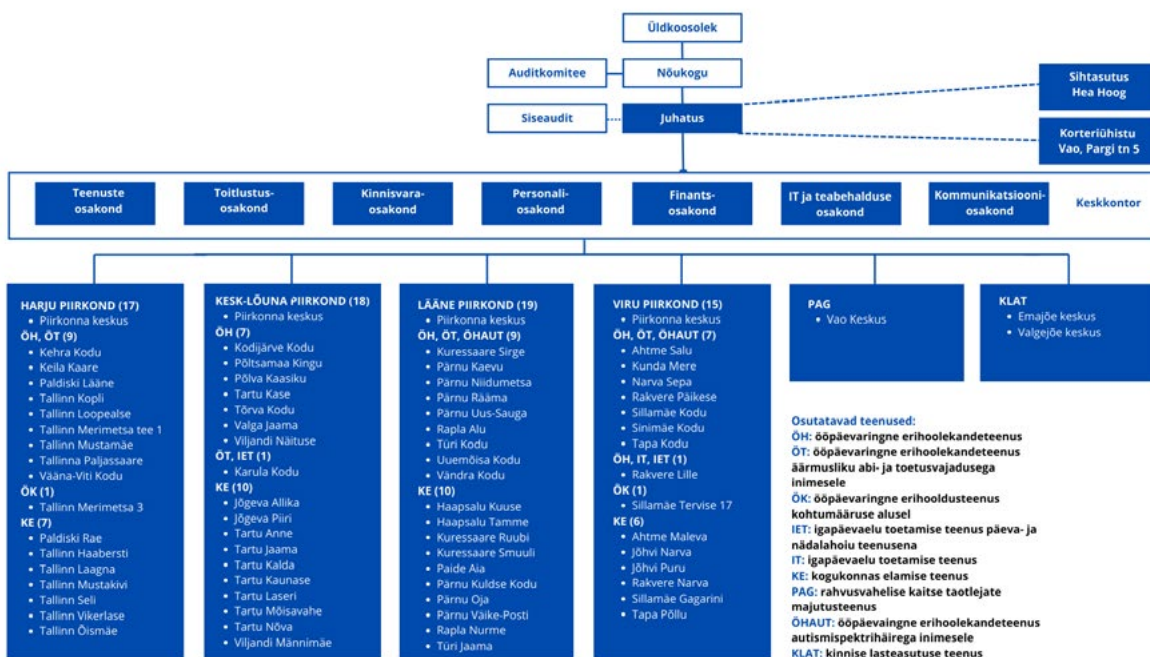 Üldkoosolek
Auditkomitee
Nõukogu
Siseaudit
Juhatus
Sihtasutus
Hea Hoog
Korteriühistu
Vao, Pargi tn 5
Teenuste
osakond
Toitlustus-
osakond
Kinnisvara-
osakond
Personali-
osakond
Finants-
osakond
IT ja teabehalduse
osakond
Kommunikatsiooni-
osakond
Keskkontor
HARJU PIIRKOND (17)
• Piirkonna keskus
ÖH, ÖT (9)
• Kehra Kodu
• Keila Kaare
• Paldiski Lääne
• Tallinn Kopli
• Tallinn Loopealse
• Tallinn Merimetsa tee 1
• Tallinn Mustamäe
• Tallinna Paljassaare
• Vääna-Viti Kodu
ÖK (1)
• Tallinn Merimetsa 3
KE (7)
• Paldiski Rae
• Tallinn Haabersti
• Tallinn Laagna
• Tallinn Mustakivi
• Tallinn Seli
• Tallinn Vikerlase
• Tallinn Õismäe
KESK-LÕUNA PIIRKOND (18)
• Piirkonna keskus
ÖH (7)
• Kodijärve Kodu
• Põltsamaa Kingu
• Põlva Kaasiku
• Tartu Kase
• Tõrva Kodu
• Valga Jaama
• Viljandi Näituse
ÖT, IET (1)
• Karula Kodu
KE (10)
• Jõgeva Allika
• Jõgeva Piiri
• Tartu Anne
• Tartu Jaama
• Tartu Kalda
• Tartu Kaunase
• Tartu Laseri
• Tartu Mõisavahe
• Tartu Nõva
• Viljandi Männimäe
LÄÄNE PIIRKOND (19)
• Piirkonna keskus
ÖH, ÖT, ÖHAUT (9)
• Kuressaare Sirge
• Pärnu Kaevu
• Pärnu Niidumetsa
• Pärnu Rääma
• Pärnu Uus-Sauga
• Rapla Alu
• Türi Kodu
• Uuemõisa Kodu
• Vändra Kodu
KE (10)
• Haapsalu Kuuse
• Haapsalu Tamme
• Kuressaare Ruubi
• Kuressaare Smuuli
• Paide Aia
• Pärnu Kuldse Kodu
• Pärnu Oja
• Pärnu Väike-Posti
• Rapla Nurme
• Türi Jaama
VIRU PIIRKOND (15)
• Piirkonna keskus
ÖH, ÖT, ÖHAUT (7)
• Ahtme Salu
• Kunda Mere
• Narva Sepa
• Rakvere Päikese
• Sillamäe Kodu
• Sinimäe Kodu
• Tapa Kodu
ÖH, IT, IET (1)
• Rakvere Lille
ÖK (1)
• Sillamäe Tervise 17
KE (6)
• Ahtme Maleva
• Jõhvi Narva
• Jõhvi Puru
• Rakvere Narva
• Sillamäe Gagarini
• Tapa Põllu
PAG
• Vao Keskus
KLAT
• Emajõe keskus
• Valgejõe keskus
Osutatavad teenused:
ÖH: ööpäevaringne erihoolekandeteenus
ÖT: ööpäevaringne erihoolekandeteenus
äärmusliku abi- ja toetusvajadusega
inimesele
ÖK: ööpäevaringne erihooldusteenus
kohtumääruse alusel
IET: igapäevaelu toetamise teenus päeva- ja
nädalahoiu teenusena
IT: igapäevaelu toetamise teenus
KE: kogukonnas elamise teenus
PAG: rahvusvahelise kaitse taotlejate
majutusteenus
ÖHAUT: ööpäevaingne erihoolekandeteenus
autismispektrihäirega inimesele
KLAT: kinnise lasteasutuse teenus